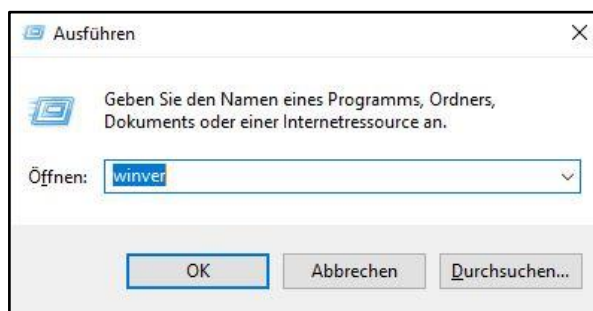 Ausführen
Geben Sie den Namen eines Programms, Ordners,
Dokuments oder einer Internetressource an.
Öffnen: winver
OK Abbrechen Durchsuchen...